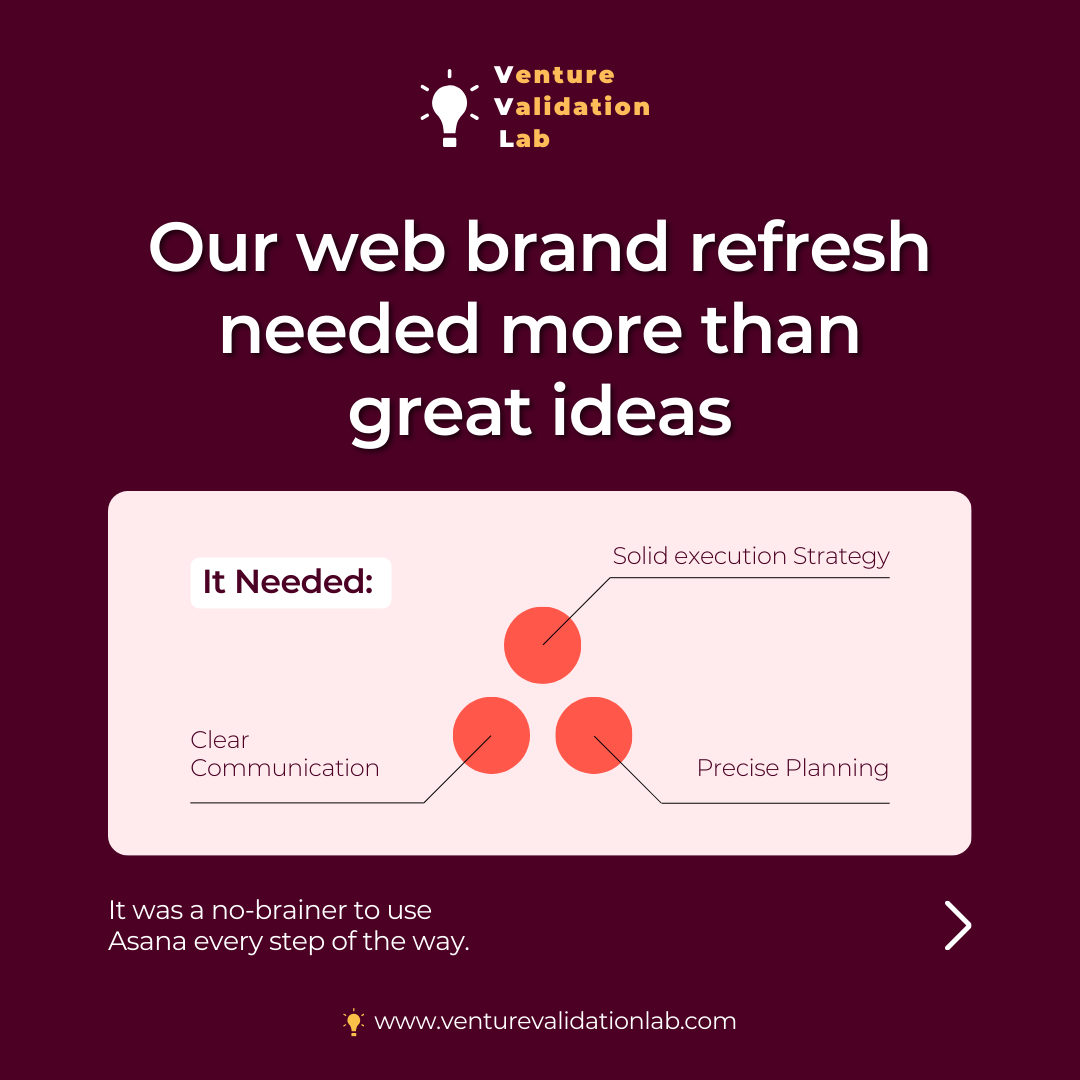 Venture
Validation
Lab
Our web brand refresh
needed more than
great ideas
It Needed:
Solid execution Strategy
Clear
Communication
Precise Planning
It was a no-brainer to use
Asana every step of the way.
www.venturevalidationlab.com